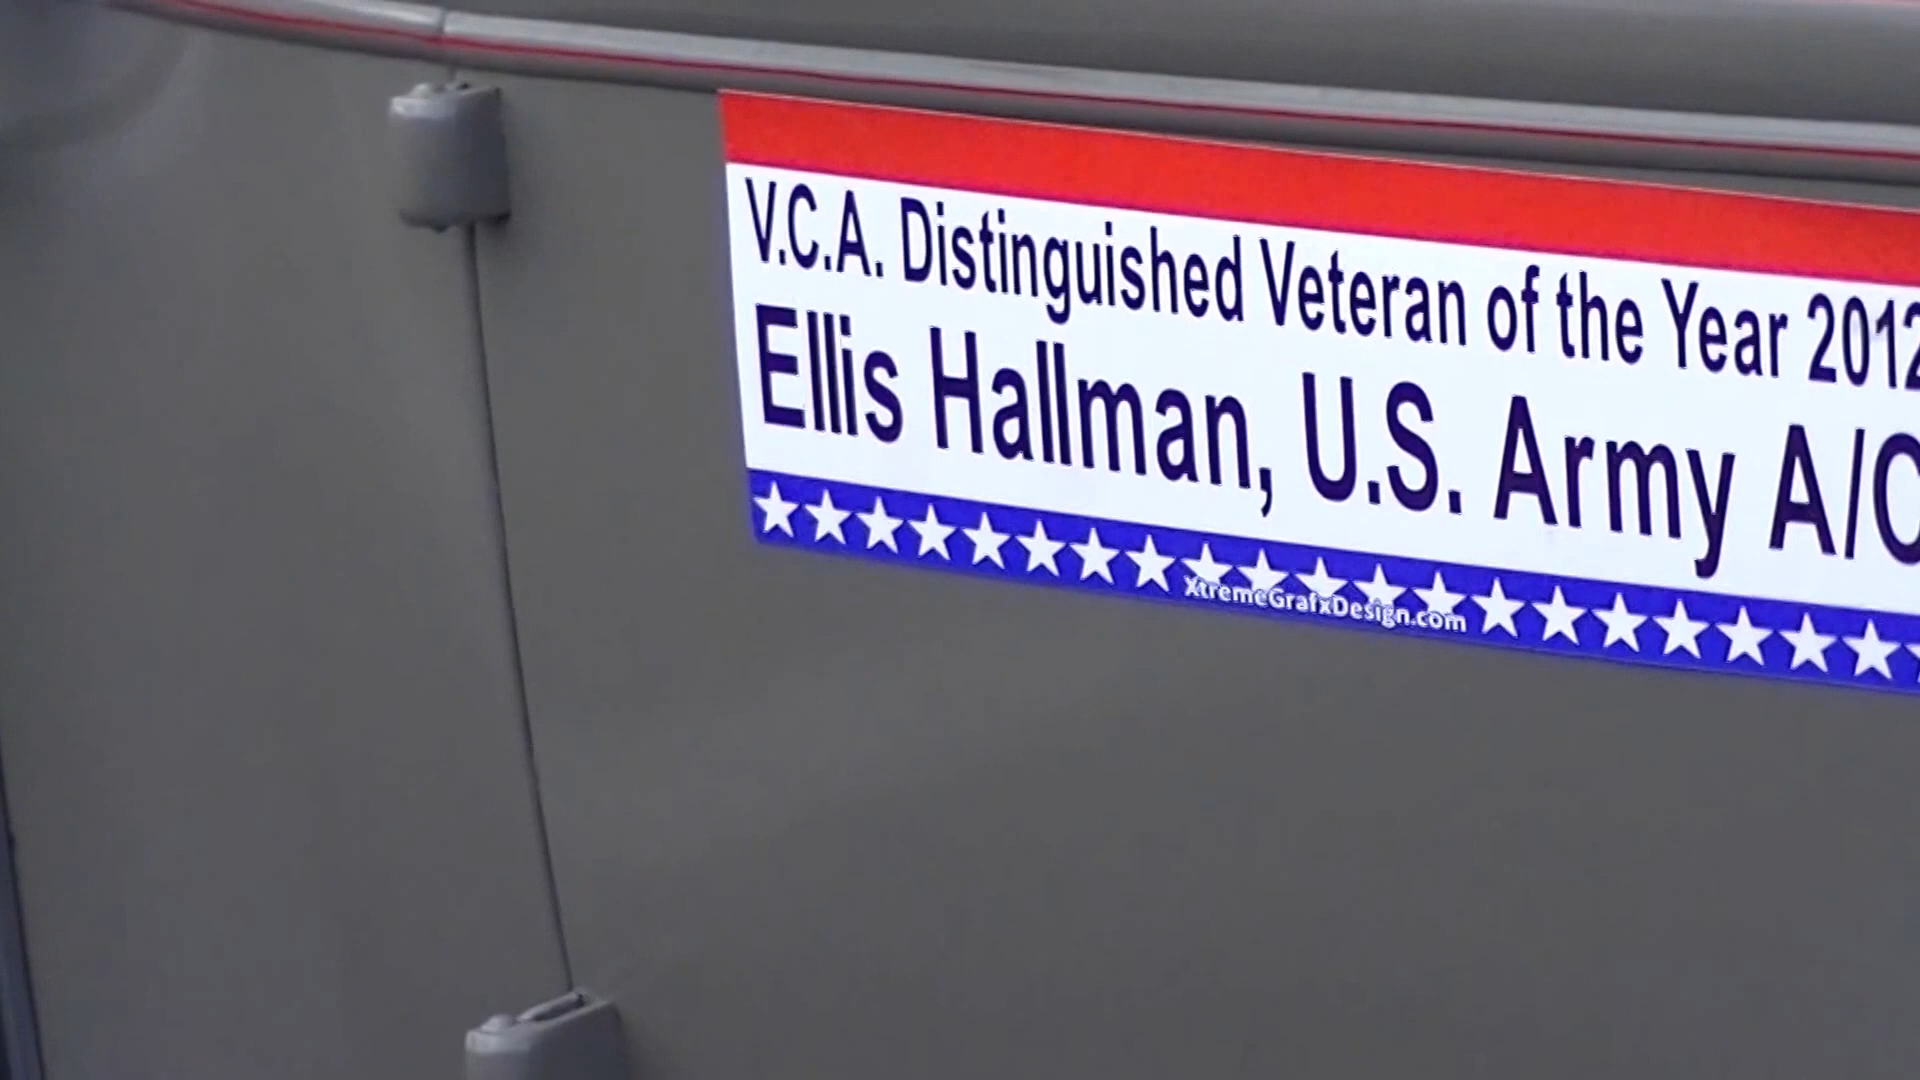 V.C.A. Distinguished Veteran of the Year 2012
Ellis Hallman, U.S. Army A/C
XtremeGrafxDesign.com